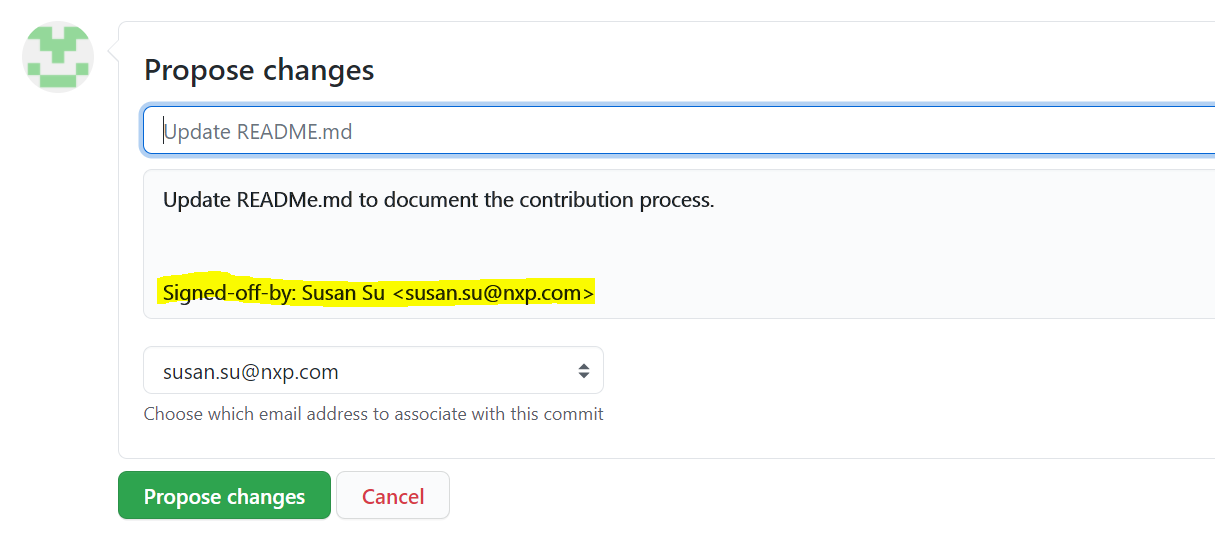 Propose changes
Update README.md
Update READMe.md to document the contribution process.
Signed-off-by: Susan Su <susan.su@nxp.com>
susan.su@nxp.com
Choose which email address to associate with this commit
Propose changes
Cancel